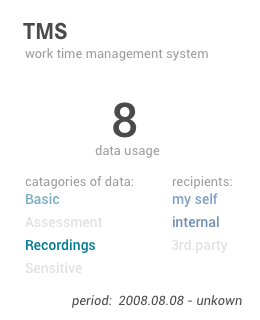 TMS
work time management system
8
data usage
catagories of data:
Basic
Assessment
Recordings
Sensitive
recipients:
my self
internal
3rd.party
period: 2008.08.08 - unkown